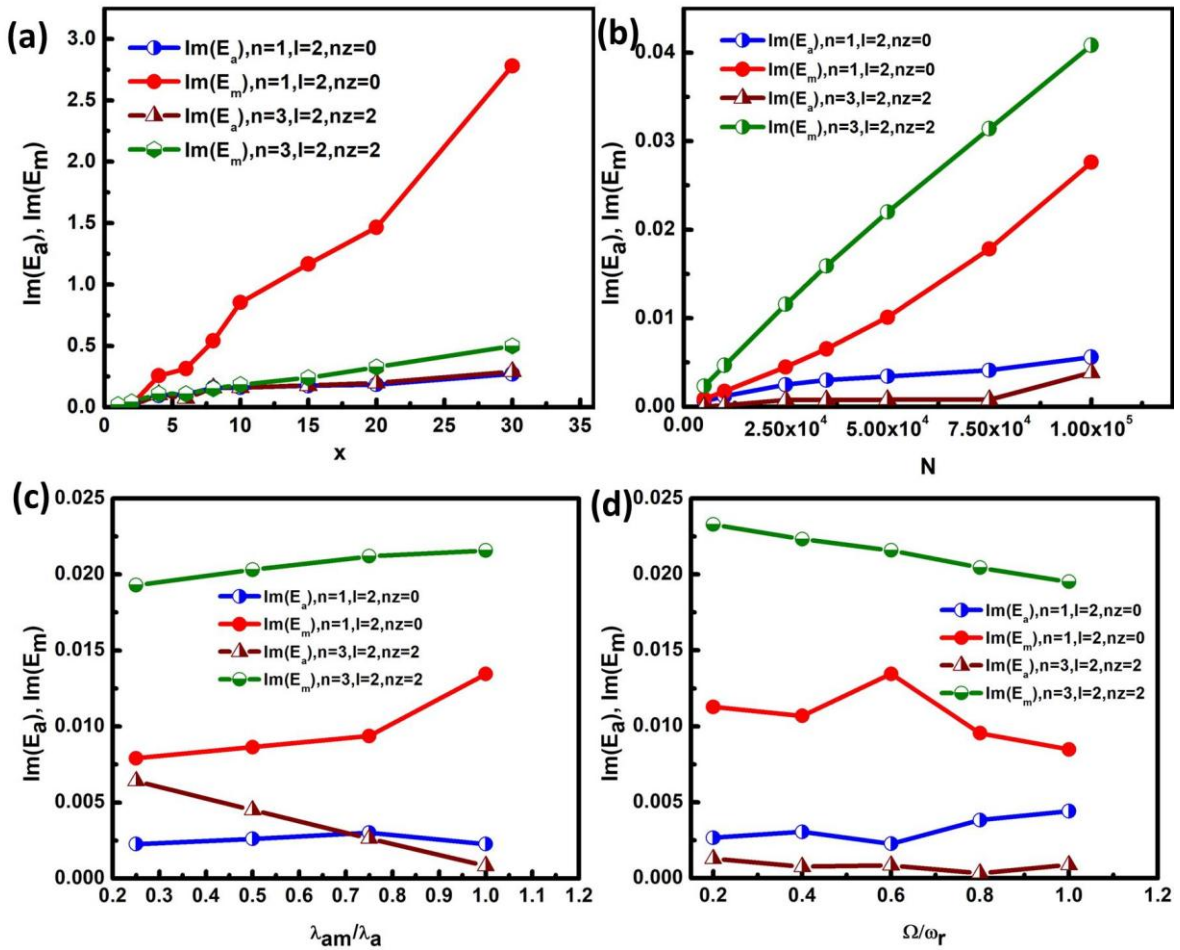 (a)
Im(Eₐ), Im(Eₘ)
3.0
2.5
2.0
1.5
1.0
0.5
0.0
Im(Eₐ),n=1,l=2,nz=0
Im(Eₘ),n=1,l=2,nz=0
Im(Eₐ),n=3,l=2,nz=2
Im(Eₘ),n=3,l=2,nz=2
0 5 10 15 20 25 30 35
x
(b)
Im(Eₐ), Im(Eₘ)
0.04
0.03
0.02
0.01
0.00
Im(Eₐ),n=1,l=2,nz=0
Im(Eₘ),n=1,l=2,nz=0
Im(Eₐ),n=3,l=2,nz=2
Im(Eₘ),n=3,l=2,nz=2
0.00 2.50x10⁴ 5.00x10⁴ 7.50x10⁴ 1.00x10⁵
N
(c)
Im(Eₐ), Im(Eₘ)
0.025
0.020
0.015
0.010
0.005
0.000
Im(Eₐ),n=1,l=2,nz=0
Im(Eₘ),n=1,l=2,nz=0
Im(Eₐ),n=3,l=2,nz=2
Im(Eₘ),n=3,l=2,nz=2
0.2 0.3 0.4 0.5 0.6 0.7 0.8 0.9 1.0 1.1 1.2
λₐₘ/λₐ
(d)
Im(Eₐ), Im(Eₘ)
0.025
0.020
0.015
0.010
0.005
0.000
Im(Eₐ),n=1,l=2,nz=0
Im(Eₘ),n=1,l=2,nz=0
Im(Eₐ),n=3,l=2,nz=2
Im(Eₘ),n=3,l=2,nz=2
0.2 0.4 0.6 0.8 1.0 1.2
Ω/ωᵣ